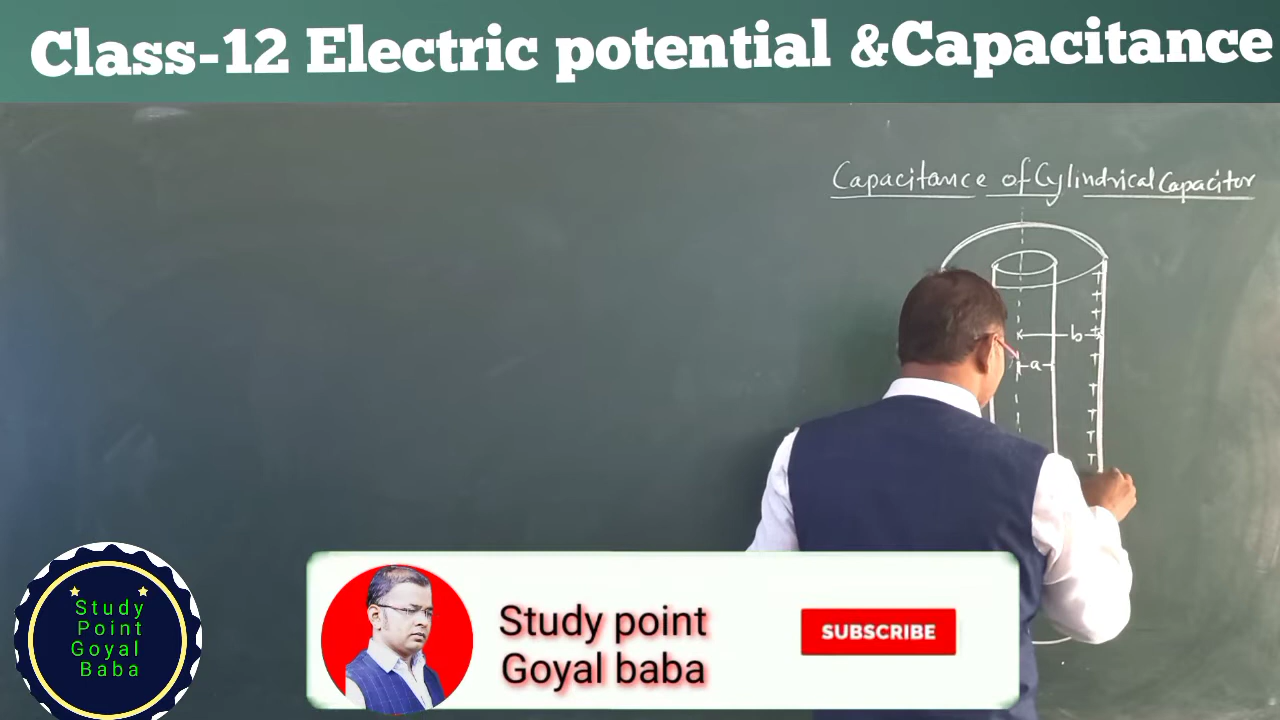 Class-12 Electric potential &Capacitance
Capacitance of Cylindrical Capacitor
b
a
Study
Point
Goyal
Baba
Study point
Goyal baba
SUBSCRIBE